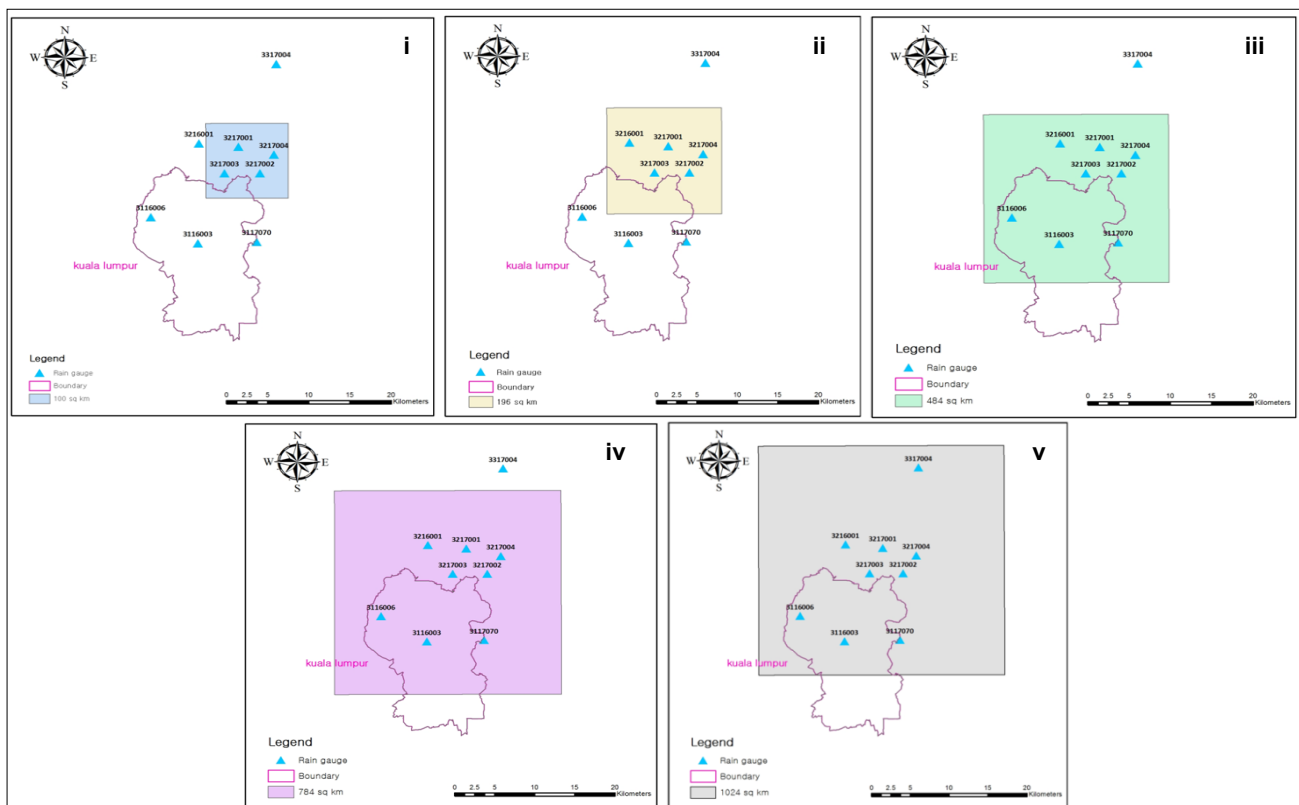 i
N
W E
S
3317004
3216001
3217001
3217004
3217003
3217002
3116006
3116003
3117070
kuala lumpur
Legend
Rain gauge
Boundary
100 sq km
0 2.5 5 10 15 20
Kilometers
ii
N
W E
S
3317004
3216001
3217001
3217004
3217003
3217002
3116006
3116003
3117070
kuala lumpur
Legend
Rain gauge
Boundary
196 sq km
0 2.5 5 10 15 20
Kilometers
iii
N
W E
S
3317004
3216001
3217001
3217004
3217003
3217002
3116006
3116003
3117070
kuala lumpur
Legend
Rain gauge
Boundary
484 sq km
0 2.5 5 10 15 20
Kilometers
iv
N
W E
S
3317004
3216001
3217001
3217004
3217003
3217002
3116006
3116003
3117070
kuala lumpur
Legend
Rain gauge
Boundary
784 sq km
0 2.5 5 10 15 20
Kilometers
v
N
W E
S
3317004
3216001
3217001
3217004
3217003
3217002
3116006
3116003
3117070
kuala lumpur
Legend
Rain gauge
Boundary
1024 sq km
0 2.5 5 10 15 20
Kilometers